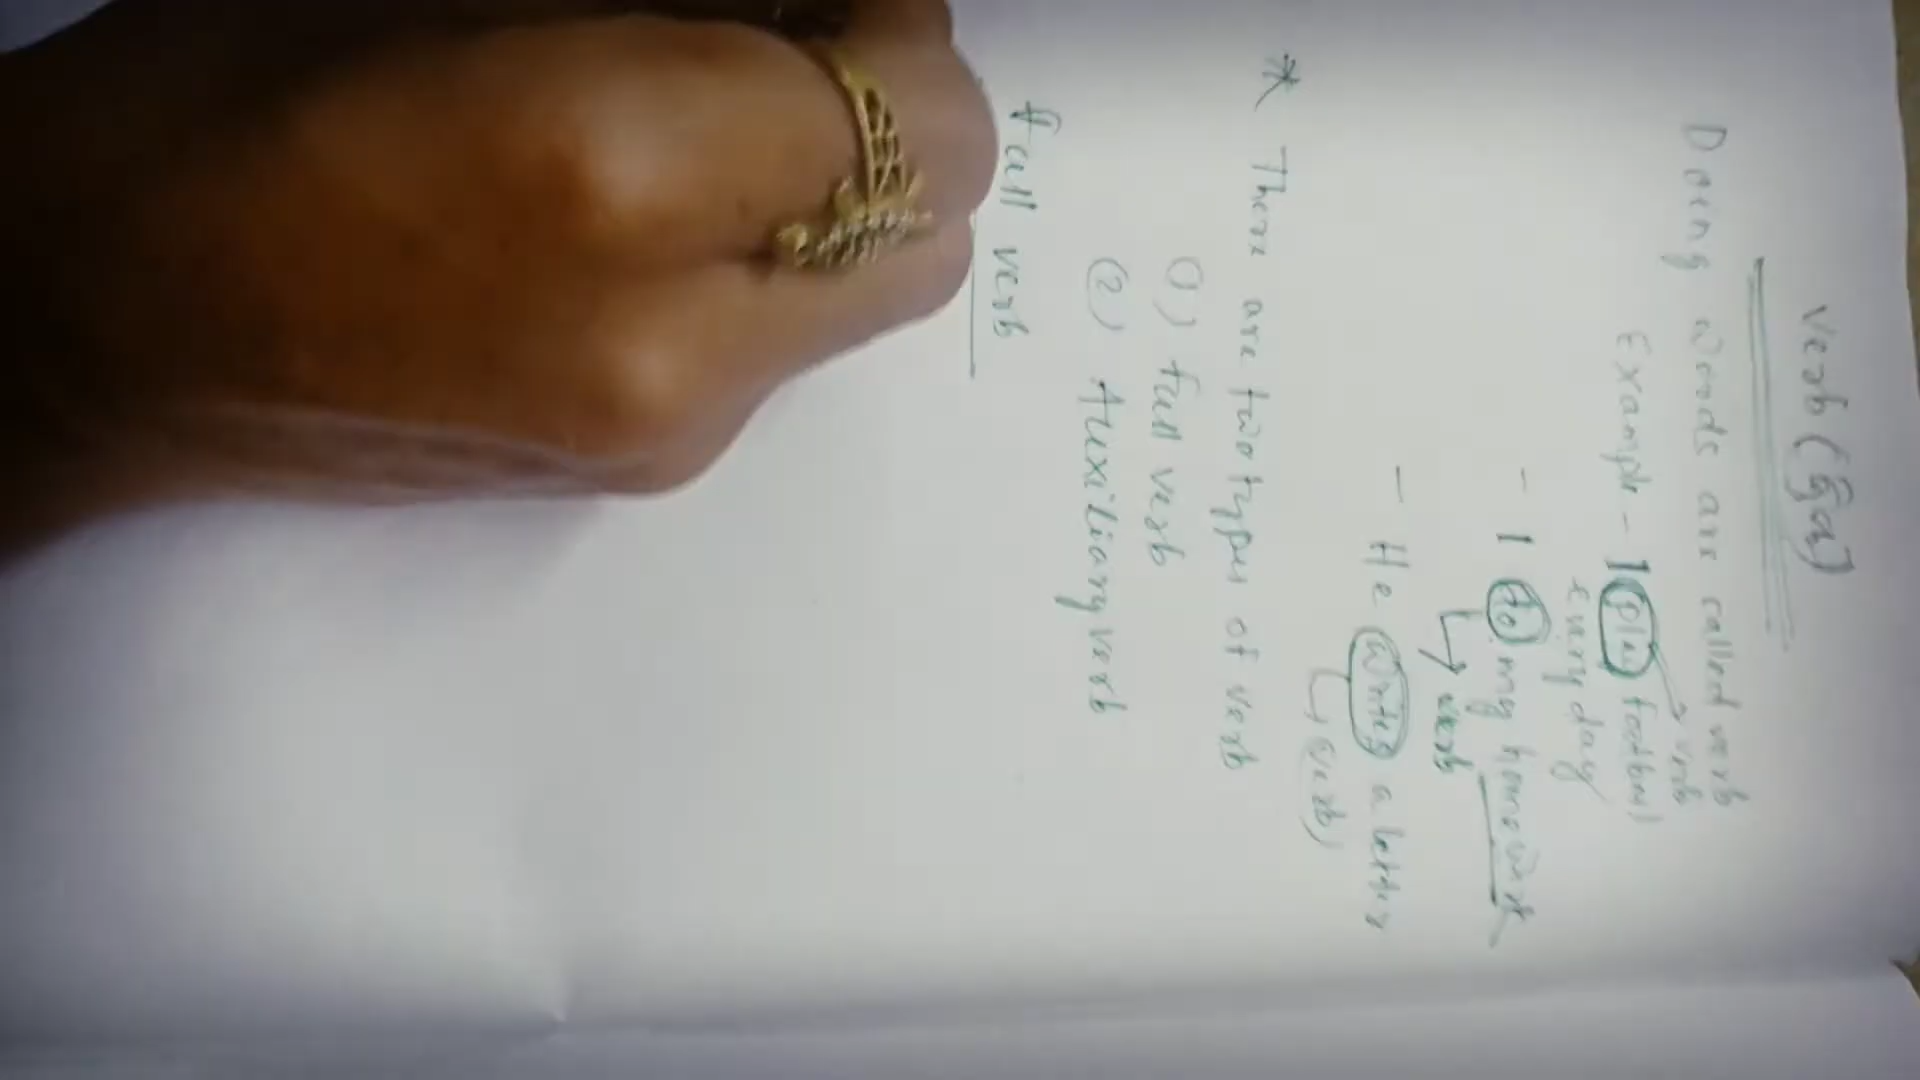 Verb (
Doing words are called verb
Example - I play football
verb
every day
- I do my homework
verb
- He writes a letter
(verb)
* There are two types of verb
(1) full verb
(2) Auxiliary verb
full verb